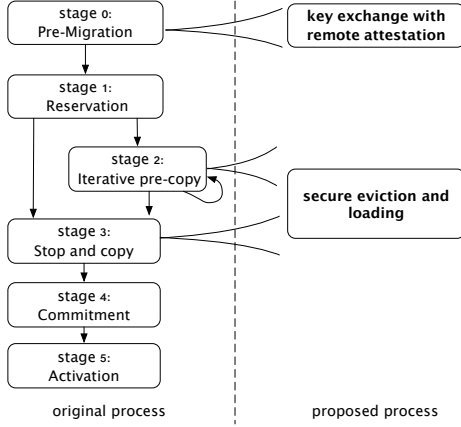 stage 0:
Pre-Migration
key exchange with
remote attestation
stage 1:
Reservation
stage 2:
Iterative pre-copy
secure eviction and
loading
stage 3:
Stop and copy
stage 4:
Commitment
stage 5:
Activation
original process
proposed process